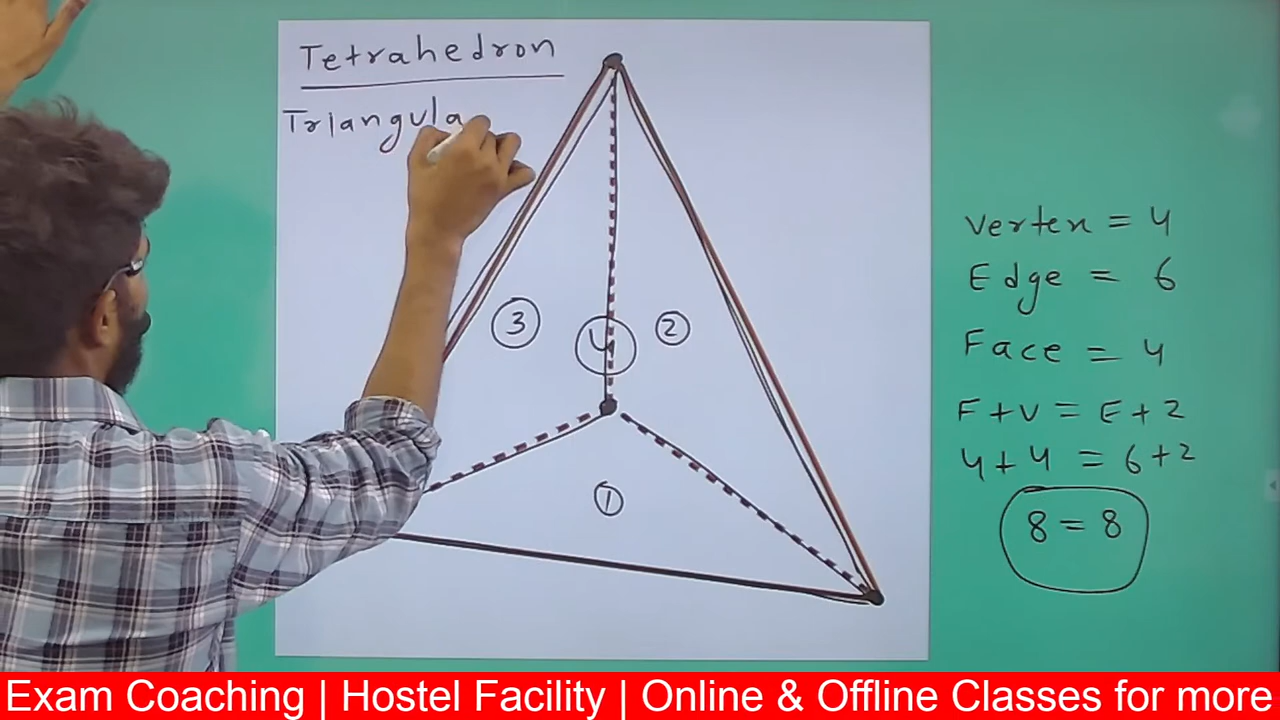 Tetrahedron
Triangula
3
4
2
1
Vertex = 4
Edge = 6
Face = 4
F + V = E + 2
4 + 4 = 6 + 2
8 = 8
Exam Coaching | Hostel Facility | Online & Offline Classes for more